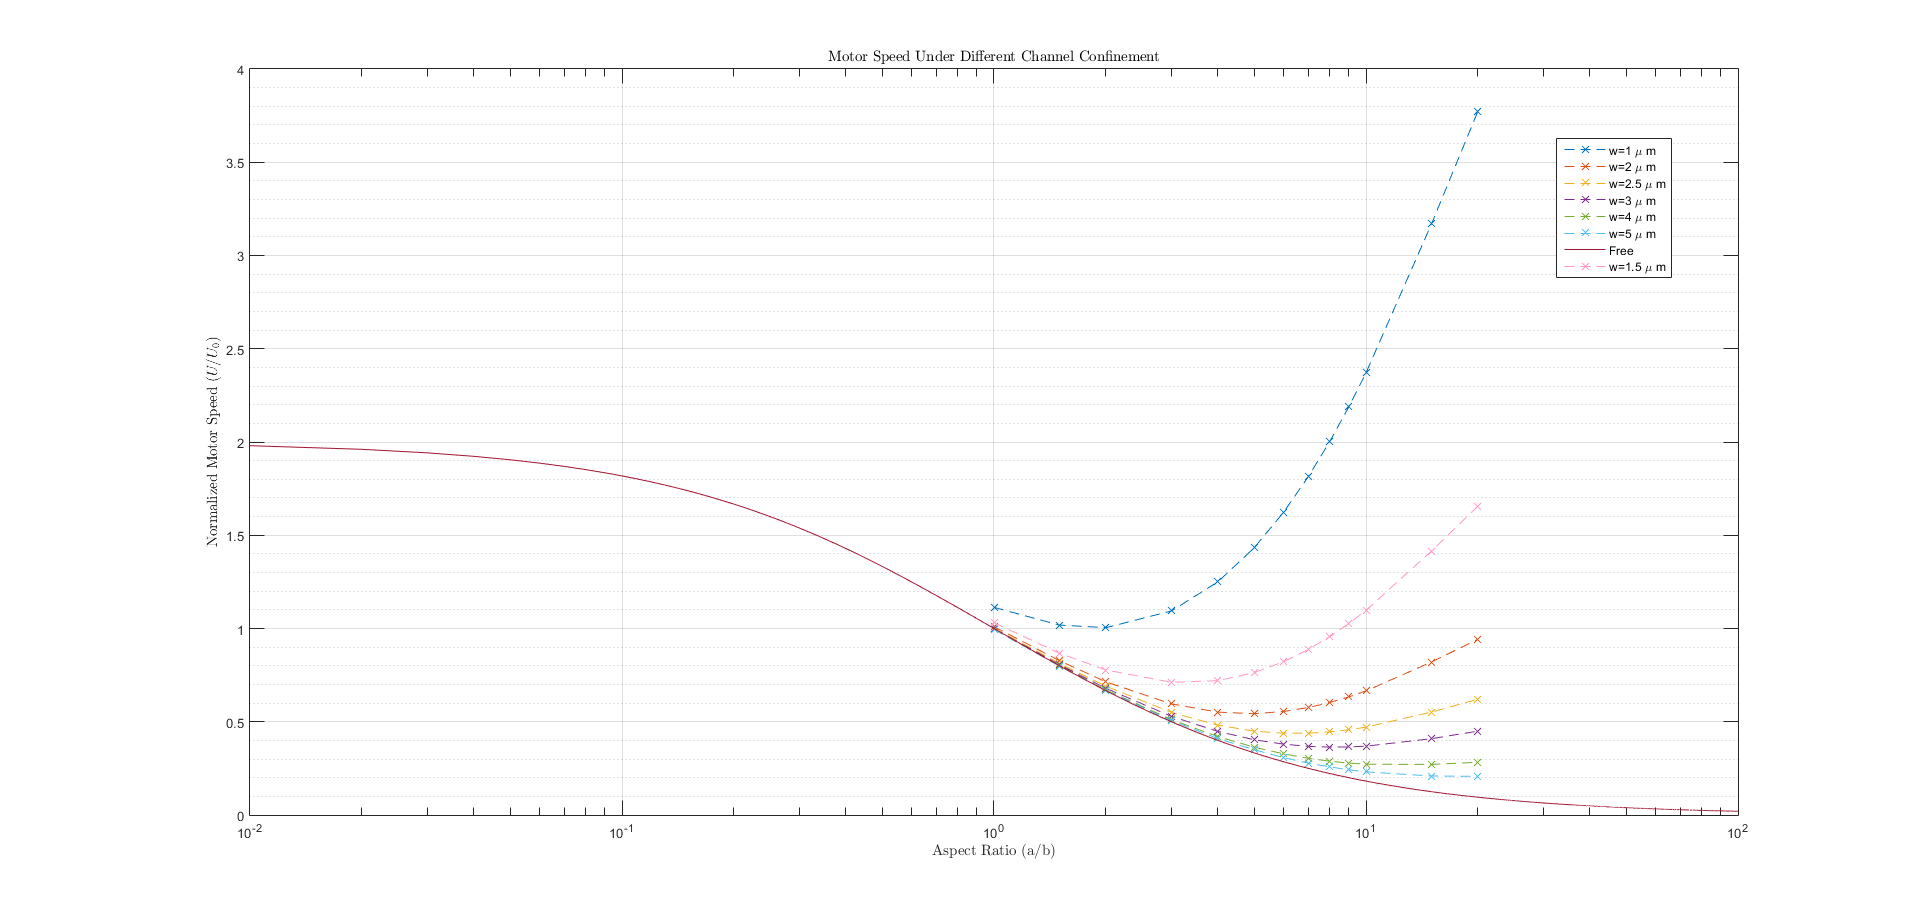 Motor Speed Under Different Channel Confinement
Normalized Motor Speed (U/U₀)
4
3.5
3
2.5
2
1.5
1
0.5
0
10⁻²
10⁻¹
10⁰
10¹
10²
Aspect Ratio (a/b)
w=1 μ m
w=2 μ m
w=2.5 μ m
w=3 μ m
w=4 μ m
w=5 μ m
Free
w=1.5 μ m